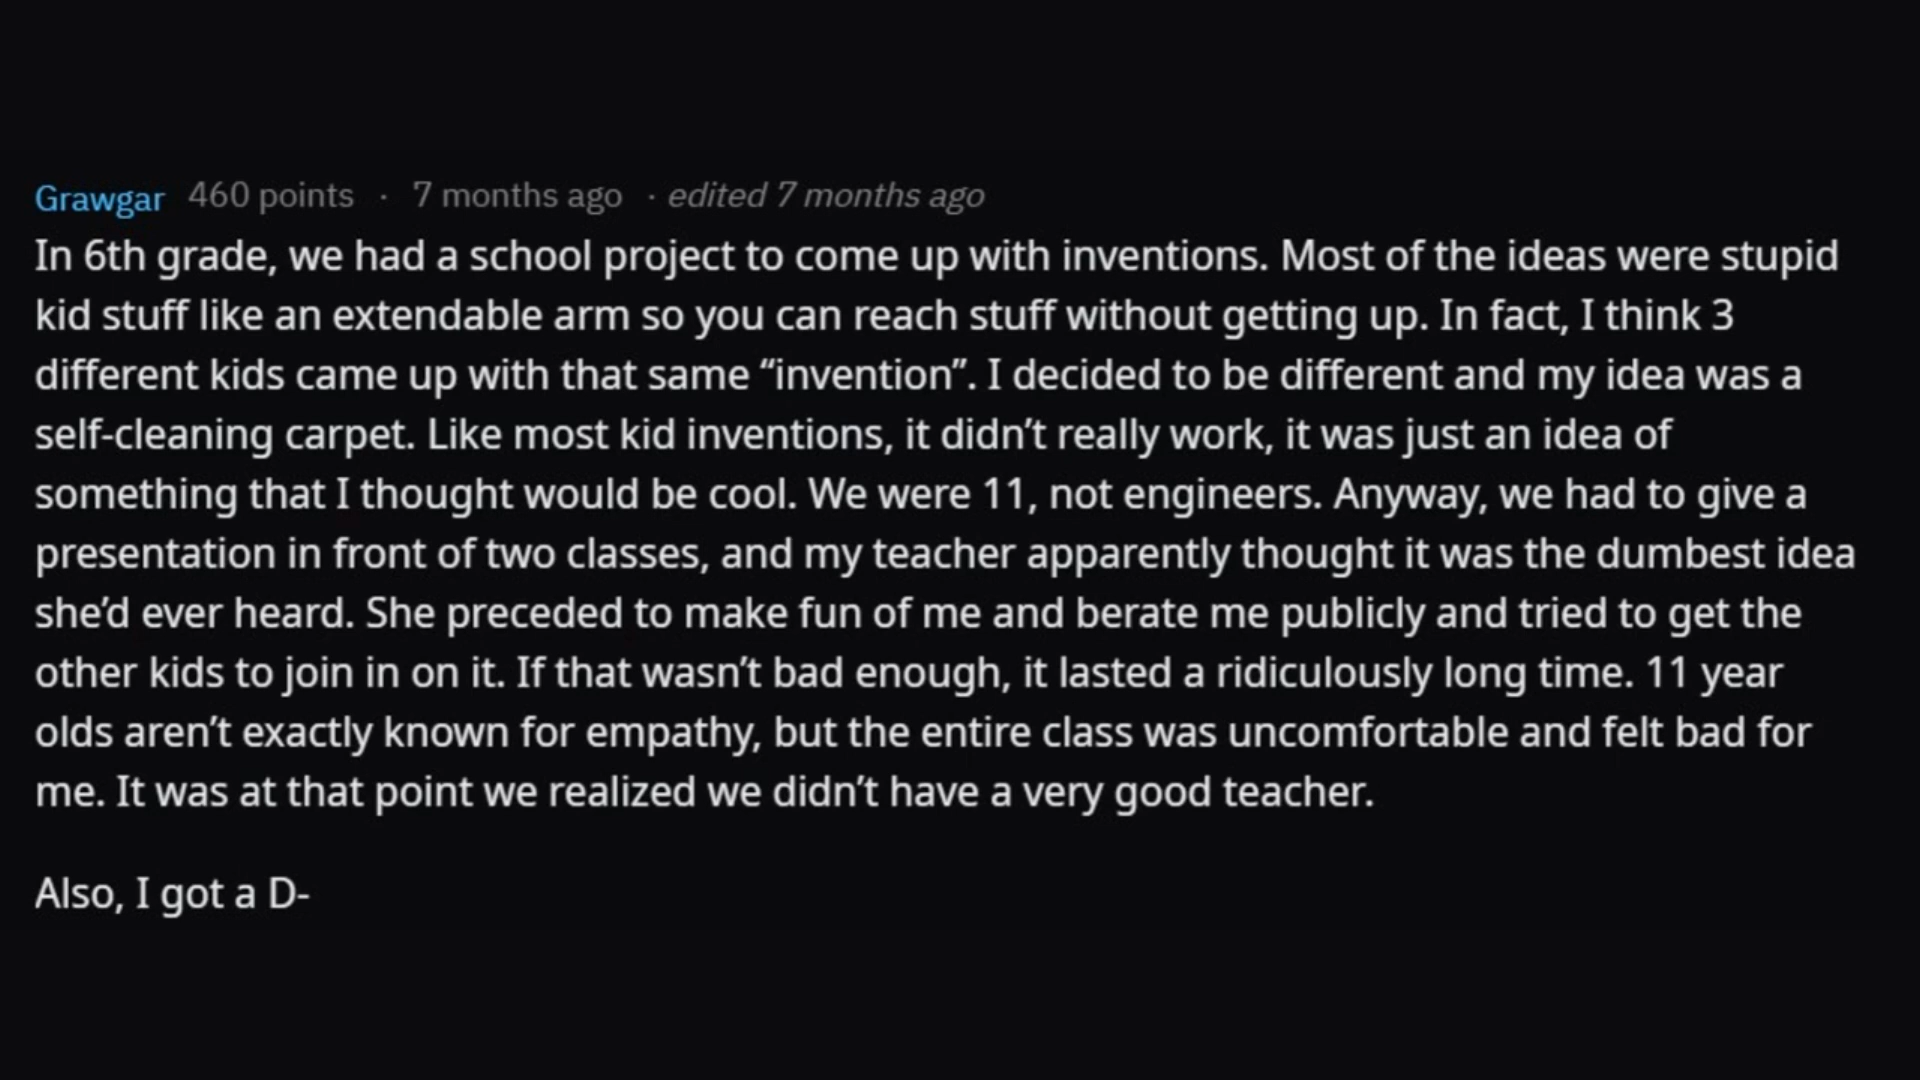 Grawgar 460 points · 7 months ago · edited 7 months ago
In 6th grade, we had a school project to come up with inventions. Most of the ideas were stupid
kid stuff like an extendable arm so you can reach stuff without getting up. In fact, I think 3
different kids came up with that same “invention”. I decided to be different and my idea was a
self-cleaning carpet. Like most kid inventions, it didn’t really work, it was just an idea of
something that I thought would be cool. We were 11, not engineers. Anyway, we had to give a
presentation in front of two classes, and my teacher apparently thought it was the dumbest idea
she’d ever heard. She preceded to make fun of me and berate me publicly and tried to get the
other kids to join in on it. If that wasn’t bad enough, it lasted a ridiculously long time. 11 year
olds aren’t exactly known for empathy, but the entire class was uncomfortable and felt bad for
me. It was at that point we realized we didn’t have a very good teacher.
Also, I got a D-